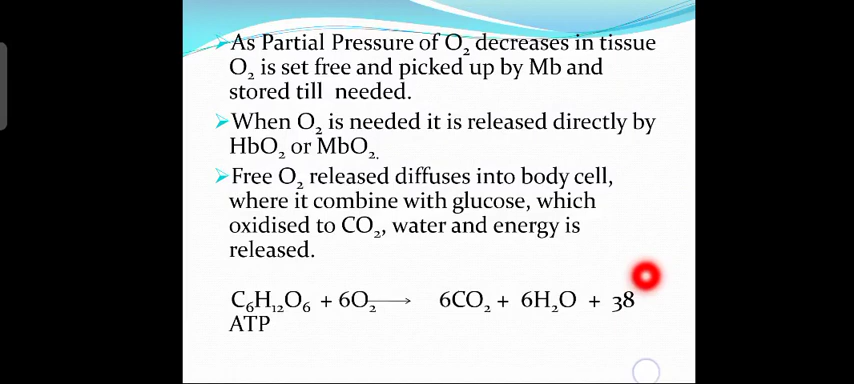 ➢As Partial Pressure of O₂ decreases in tissue
O₂ is set free and picked up by Mb and
stored till needed.
➢When O₂ is needed it is released directly by
HbO₂ or MbO₂.
➢Free O₂ released diffuses into body cell,
where it combine with glucose, which
oxidised to CO₂, water and energy is
released.
C₆H₁₂O₆ + 6O₂ → 6CO₂ + 6H₂O + 38
ATP